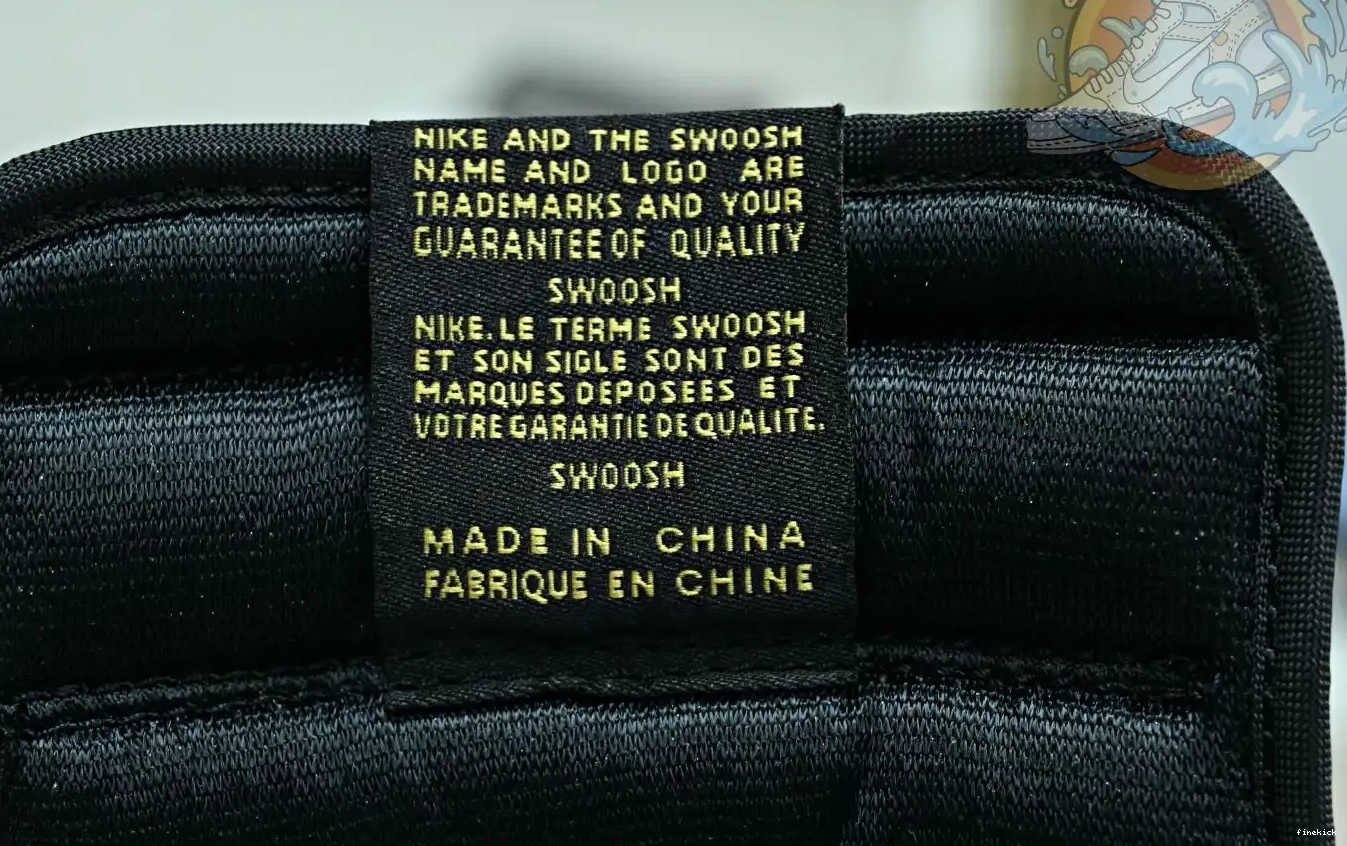 NIKE AND THE SWOOSH
NAME AND LOGO ARE
TRADEMARKS AND YOUR
GUARANTEE OF QUALITY
SWOOSH
NIKE.LE TERME SWOOSH
ET SON SIGLE SONT DES
MARQUES DEPOSEES ET
VOTRE GARANTIE DE QUALITE.
SWOOSH
MADE IN CHINA
FABRIQUE EN CHINE
finekick